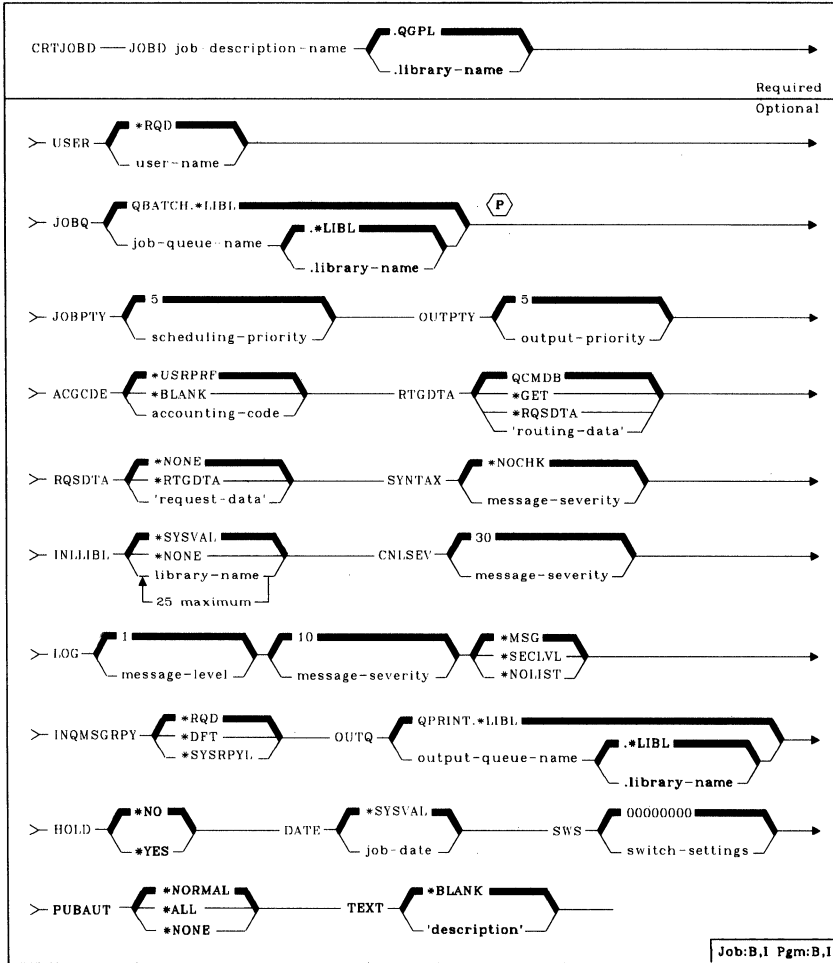 .QGPL
CRTJOBD JOBD job-description-name
.library-name
Required
Optional
*RQD
USER
user-name
QBATCH.*LIBL
P
JOBQ
.*LIBL
job-queue-name
.library-name
5
5
JOBPTY
OUTPTY
scheduling-priority
output-priority
*USRPRF
QCMDB
ACGCDE
*BLANK
RTGDTA
*GET
accounting-code
*RQSDTA
'routing-data'
*NONE
*NOCHK
RQSDTA
*RTGDTA
SYNTAX
'request-data'
message-severity
*SYSVAL
30
INLLIBL
*NONE
CNLSEV
library-name
message-severity
25 maximum
1
10
*MSG
LOG
*SECLVL
message-level
message-severity
*NOLIST
*RQD
QPRINT.*LIBL
INQMSGRPY
*DFT
OUTQ
.*LIBL
*SYSRPYL
output-queue-name
.library-name
*NO
*SYSVAL
00000000
HOLD
DATE
SWS
*YES
job-date
switch-settings
*NORMAL
*BLANK
PUBAUT
*ALL
TEXT
*NONE
'description'
Job:B,I Pgm:B,I